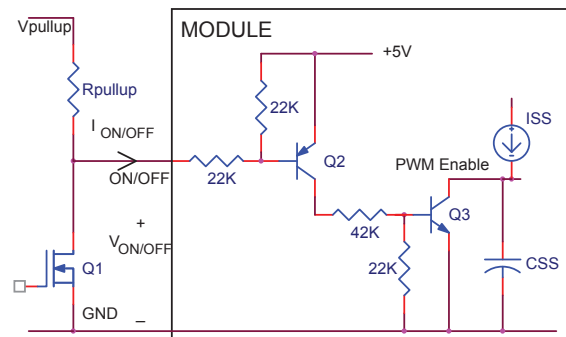 Vpullup
MODULE
+5V
Rpullup
22K
ISS
I ON/OFF
Q2
PWM Enable
ON/OFF
22K
+
Q3
42K
V ON/OFF
22K
CSS
Q1
GND
–